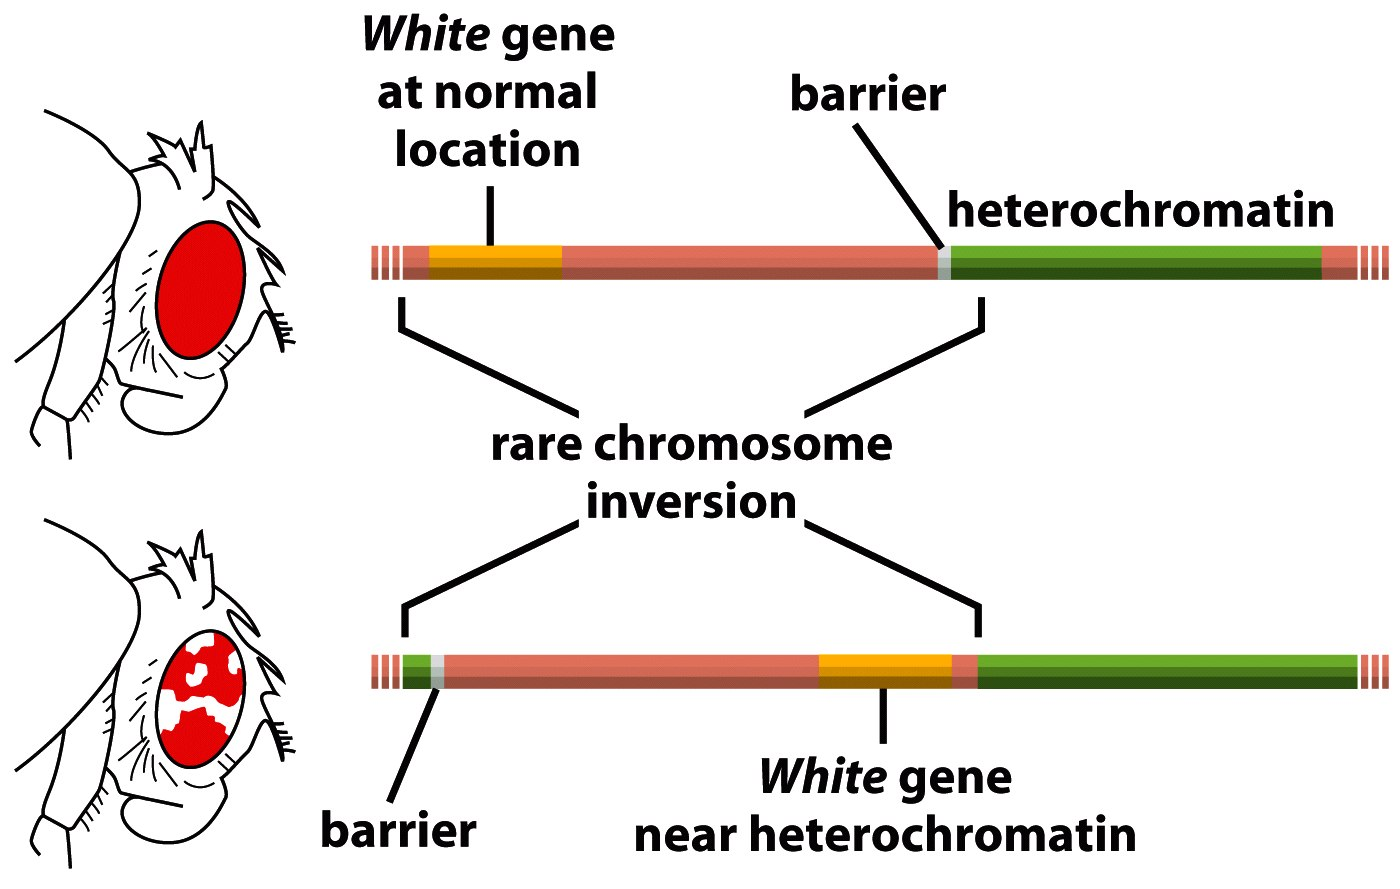 White gene
at normal
location
barrier
heterochromatin
rare chromosome
inversion
barrier
White gene
near heterochromatin